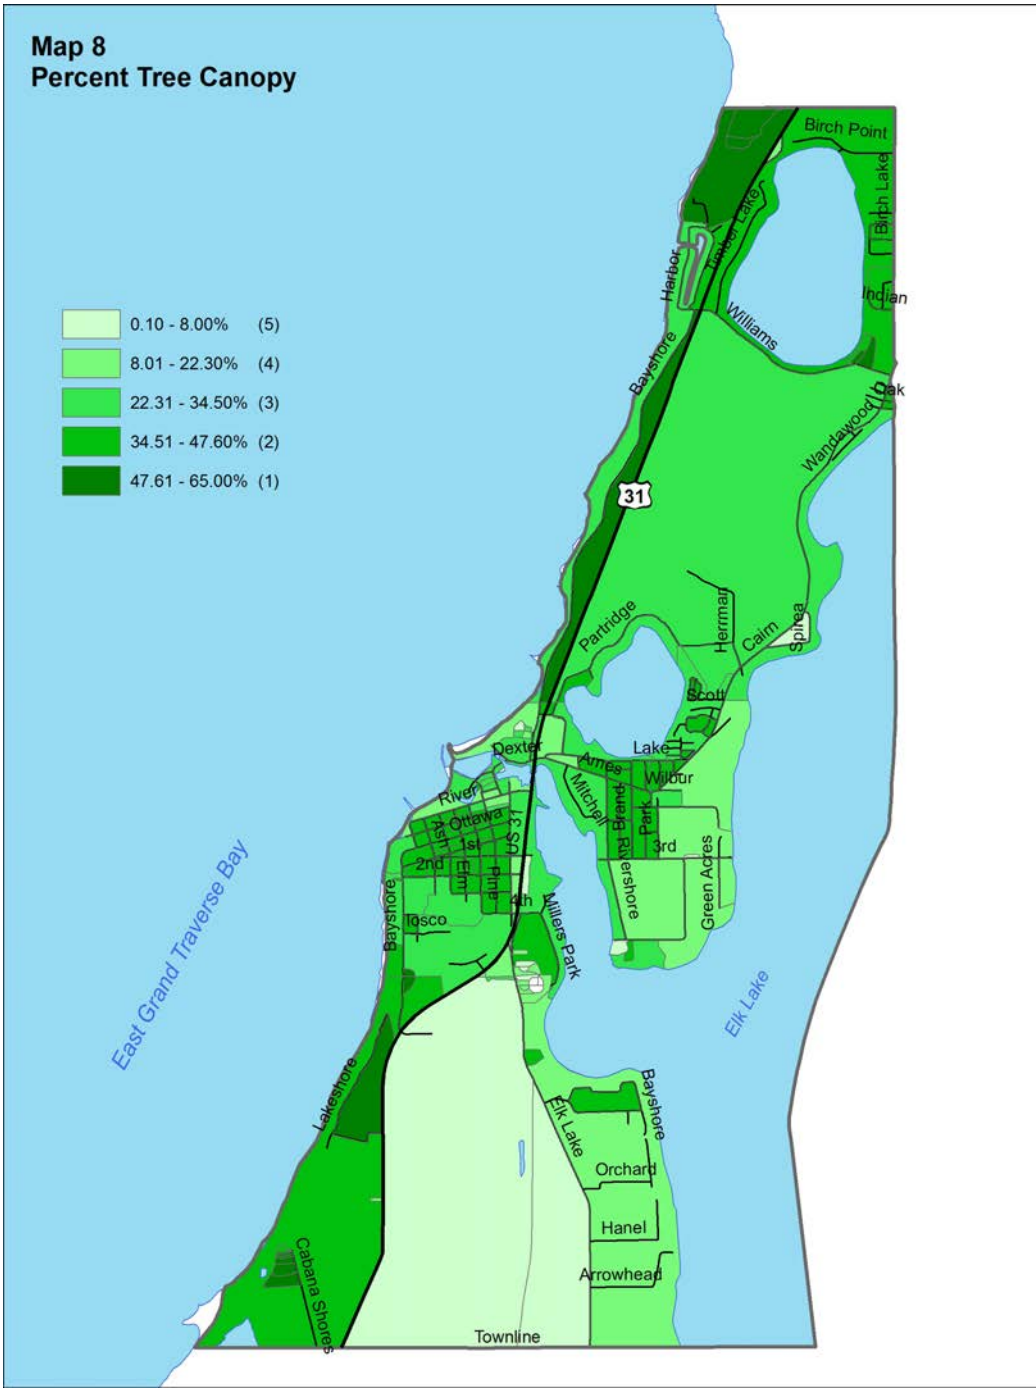 Map 8
Percent Tree Canopy
0.10 - 8.00% (5)
8.01 - 22.30% (4)
22.31 - 34.50% (3)
34.51 - 47.60% (2)
47.61 - 65.00% (1)
Birch Point
Birch Lake
Timber Lake
Harbor
Indian
Williams
Bayshore
Oak
Wandawood
31
Partridge
Herrman
Spirea
Cairn
Scott
Dexter
Lake
Ames
Wilbur
River
Mitchell
Brand
Park
Ottawa
Ash
US 31
1st
3rd
2nd
Elm
Pine
Rivershore
Green Acres
4th
Bayshore
Tosco
Millers Park
East Grand Traverse Bay
Elk Lake
Lakeshore
Bayshore
Elk Lake
Orchard
Hanel
Cabana Shores
Arrowhead
Townline